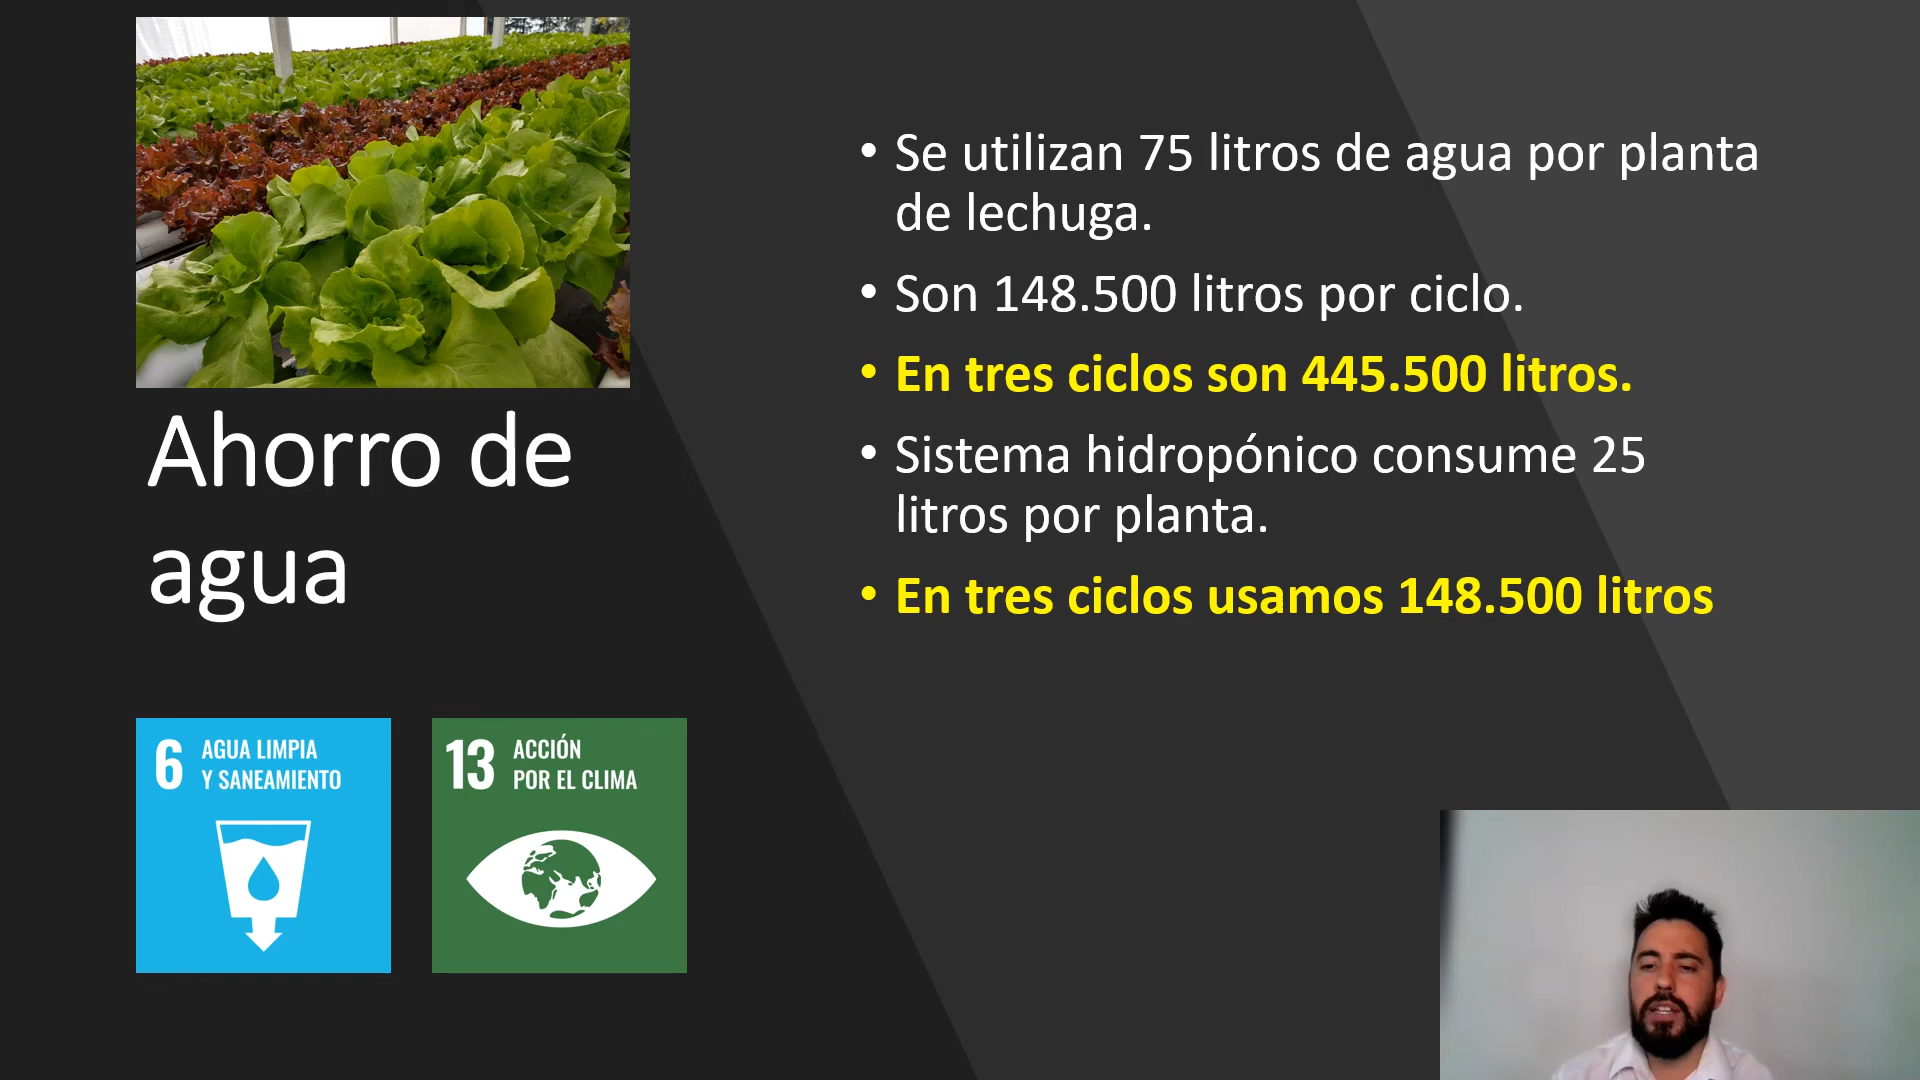 Ahorro de
agua
• Se utilizan 75 litros de agua por planta
de lechuga.
• Son 148.500 litros por ciclo.
• En tres ciclos son 445.500 litros.
• Sistema hidropónico consume 25
litros por planta.
• En tres ciclos usamos 148.500 litros
6 AGUA LIMPIA
Y SANEAMIENTO
13 ACCIÓN
POR EL CLIMA